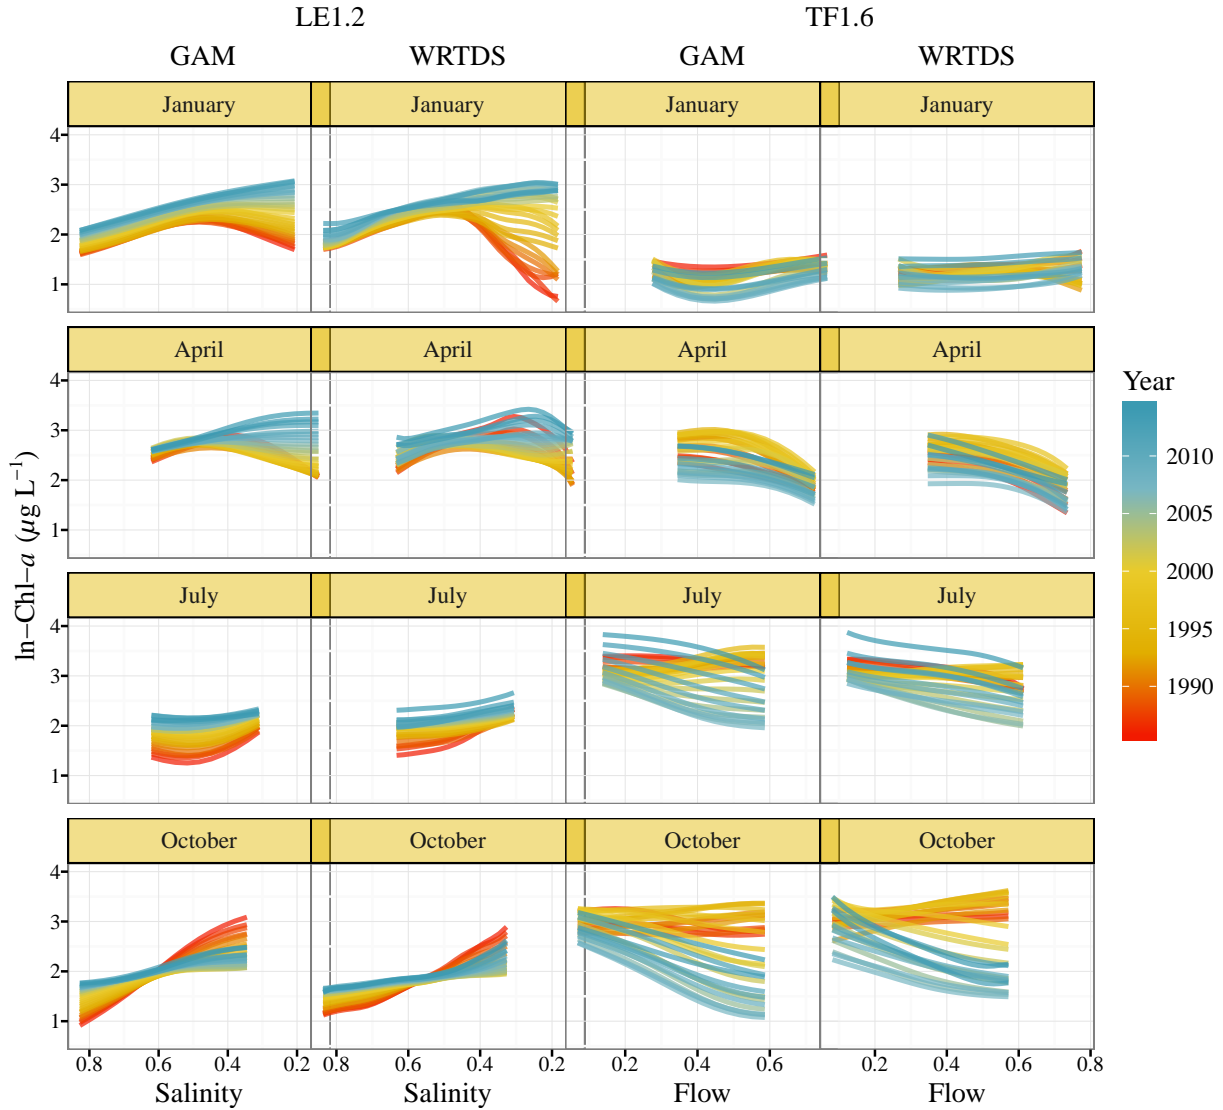 LE1.2 TF1.6
GAM WRTDS GAM WRTDS
January January January January
4
3
2
1
April April April April
4
3
2
1
July July July July
4
3
2
1
October October October October
4
3
2
1
0.8 0.6 0.4 0.2 0.8 0.6 0.4 0.2 0.2 0.4 0.6 0.2 0.4 0.6 0.8
Salinity Salinity Flow Flow
ln−Chl−a (μg L⁻¹)
Year
2010
2005
2000
1995
1990